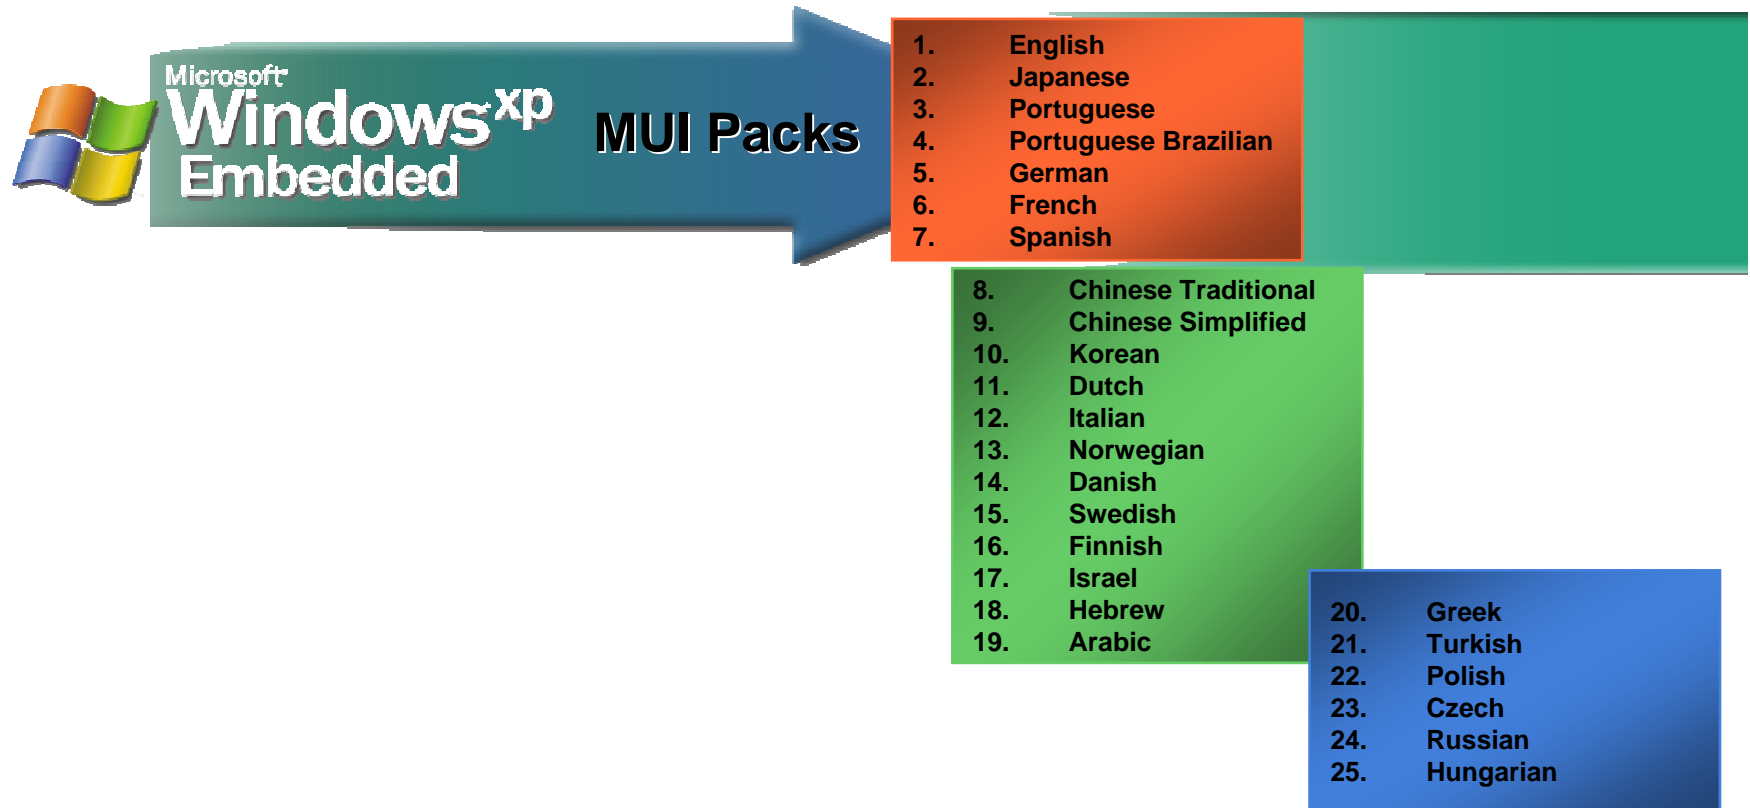 Microsoft
Windows xp
Embedded
MUI Packs
1. English
2. Japanese
3. Portuguese
4. Portuguese Brazilian
5. German
6. French
7. Spanish
8. Chinese Traditional
9. Chinese Simplified
10. Korean
11. Dutch
12. Italian
13. Norwegian
14. Danish
15. Swedish
16. Finnish
17. Israel
18. Hebrew
19. Arabic
20. Greek
21. Turkish
22. Polish
23. Czech
24. Russian
25. Hungarian